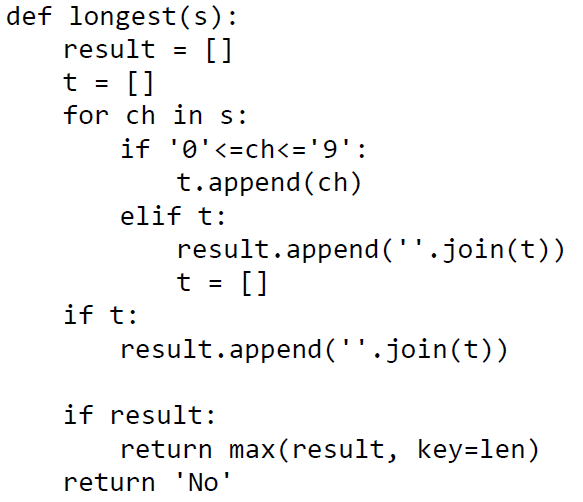 def longest(s):
    result = []
    t = []
    for ch in s:
        if '0'<=ch<='9':
            t.append(ch)
        elif t:
            result.append(''.join(t))
            t = []
    if t:
        result.append(''.join(t))

    if result:
        return max(result, key=len)
    return 'No'